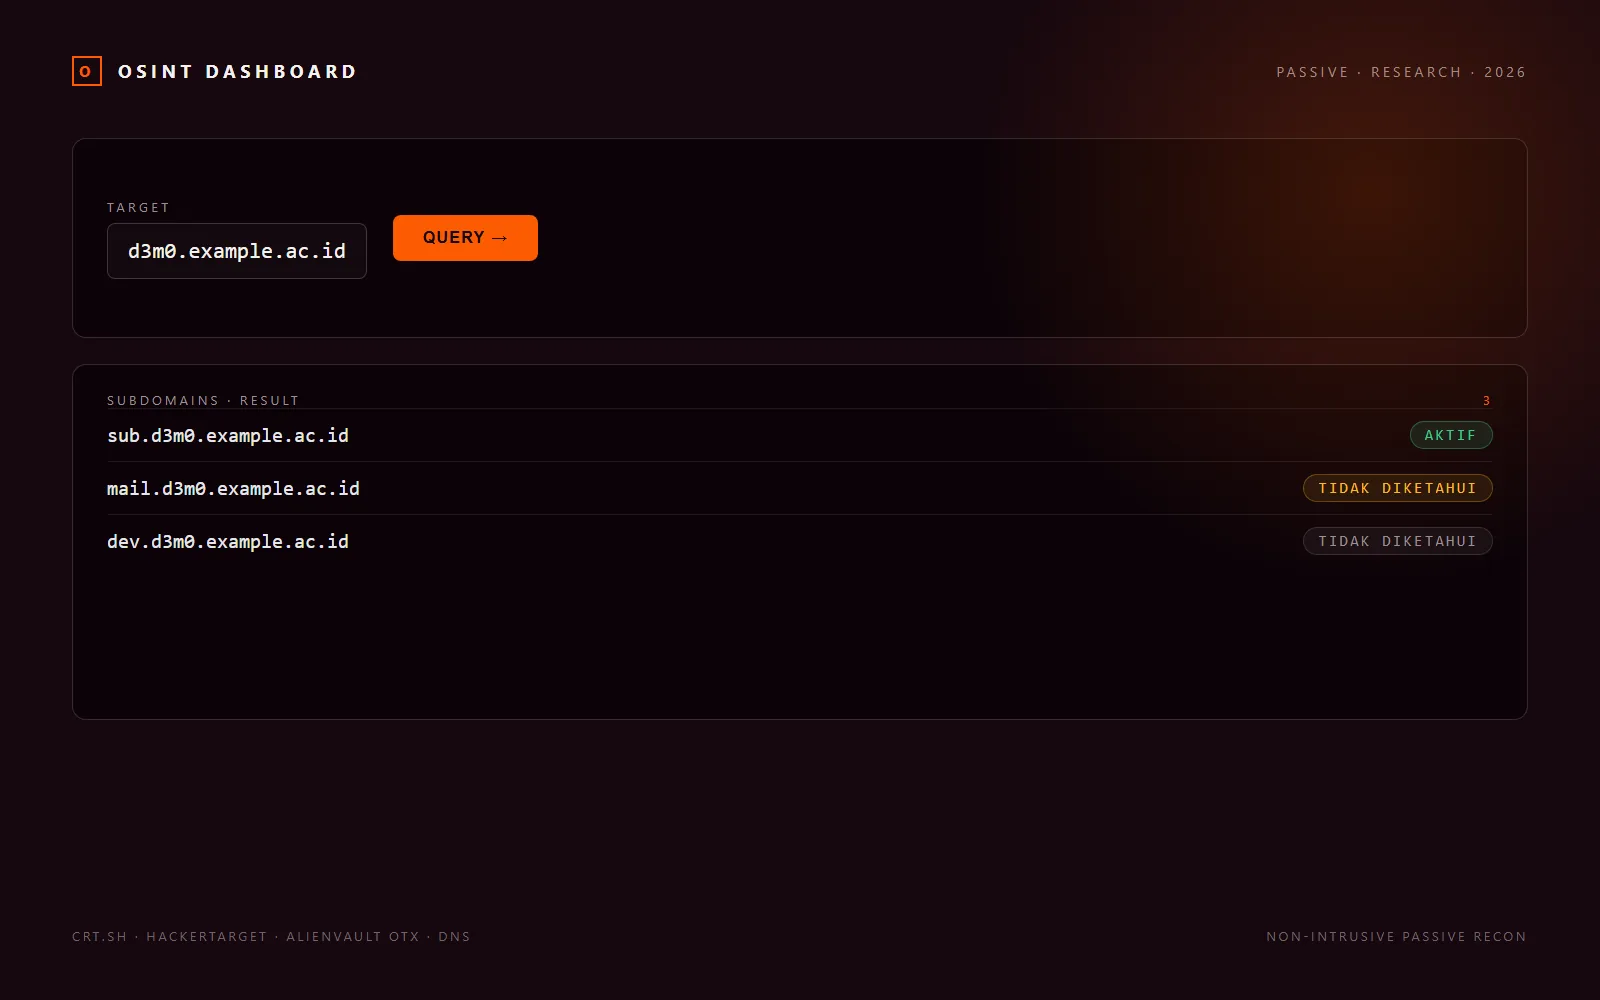 O OSINT DASHBOARD
PASSIVE · RESEARCH · 2026
TARGET
d3m0.example.ac.id
QUERY →
SUBDOMAINS · RESULT 3
sub.d3m0.example.ac.id AKTIF
mail.d3m0.example.ac.id TIDAK DIKETAHUI
dev.d3m0.example.ac.id TIDAK DIKETAHUI
CRT.SH · HACKERTARGET · ALIENVAULT OTX · DNS
NON-INTRUSIVE PASSIVE RECON